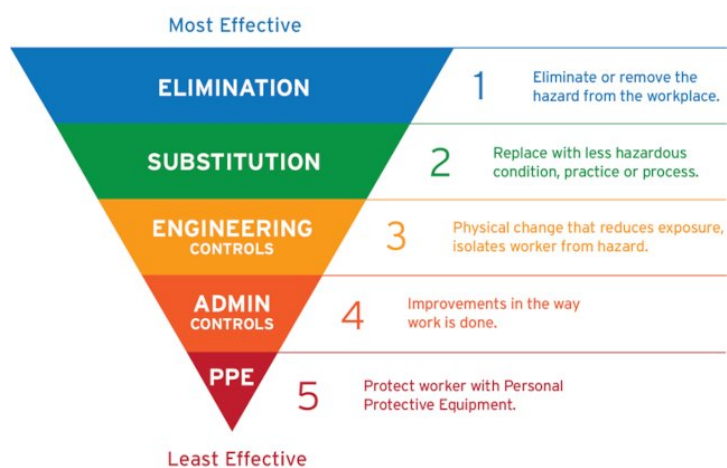 Most Effective
ELIMINATION
1
Eliminate or remove the
hazard from the workplace.
SUBSTITUTION
2
Replace with less hazardous
condition, practice or process.
ENGINEERING
CONTROLS
3
Physical change that reduces exposure,
isolates worker from hazard.
ADMIN
CONTROLS
4
Improvements in the way
work is done.
PPE
5
Protect worker with Personal
Protective Equipment.
Least Effective